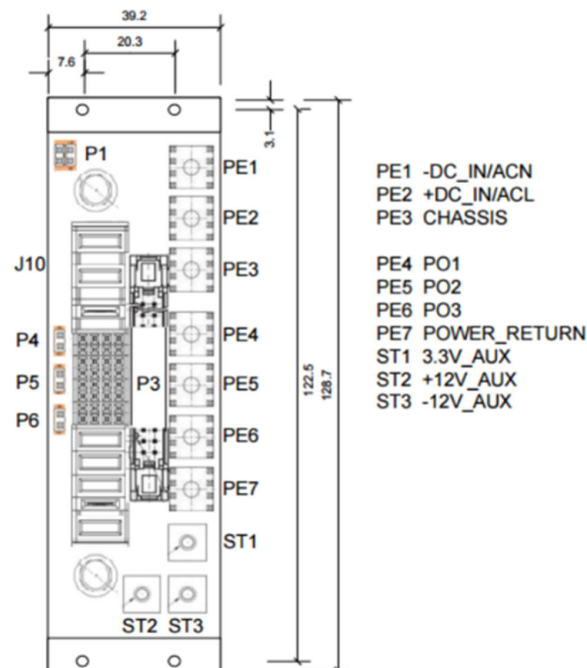 39.2
20.3
7.6
3.1
P1
PE1
PE2
J10
PE3
P4
PE4
P5
P3
PE5
P6
PE6
PE7
ST1
ST2 ST3
122.5
128.7
PE1 -DC_IN/ACN
PE2 +DC_IN/ACL
PE3 CHASSIS
PE4 PO1
PE5 PO2
PE6 PO3
PE7 POWER_RETURN
ST1 3.3V_AUX
ST2 +12V_AUX
ST3 -12V_AUX